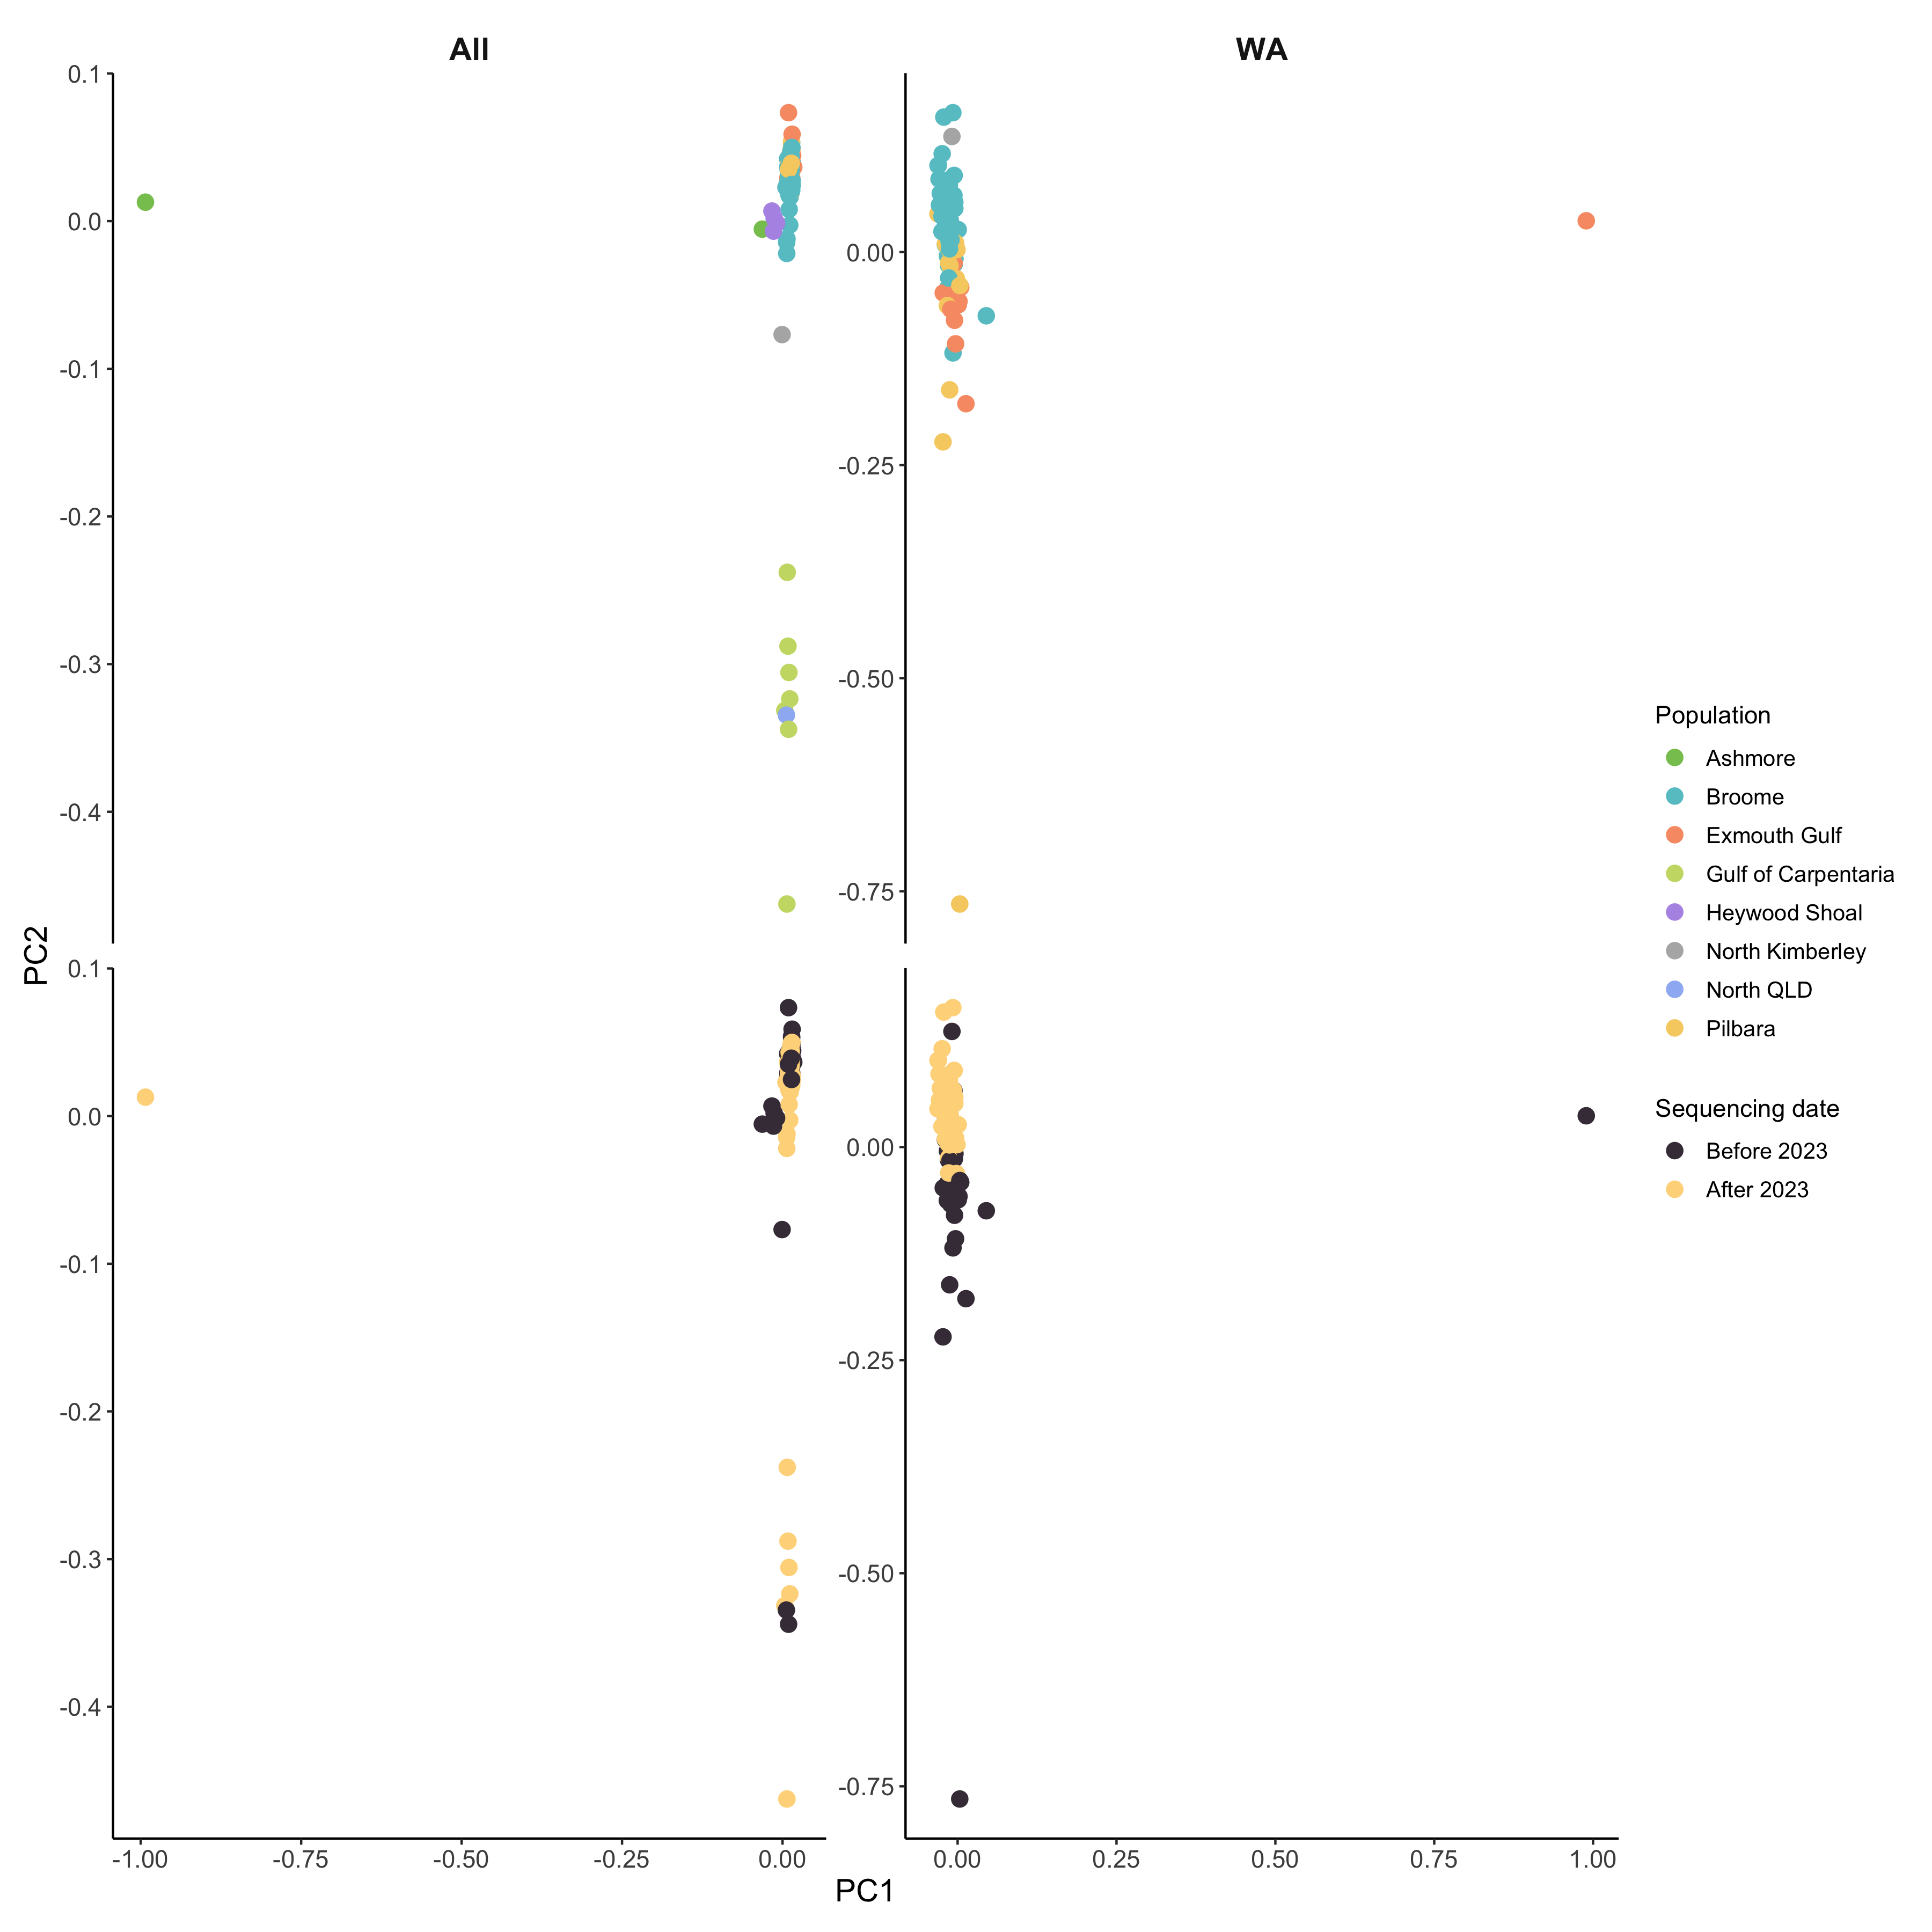 All
WA
0.1
0.0
-0.1
-0.2
-0.3
-0.4
0.00
-0.25
-0.50
-0.75
PC2
0.1
0.0
-0.1
-0.2
-0.3
-0.4
0.00
-0.25
-0.50
-0.75
-1.00 -0.75 -0.50 -0.25 0.00
0.00 0.25 0.50 0.75 1.00
PC1
Population
Ashmore
Broome
Exmouth Gulf
Gulf of Carpentaria
Heywood Shoal
North Kimberley
North QLD
Pilbara
Sequencing date
Before 2023
After 2023